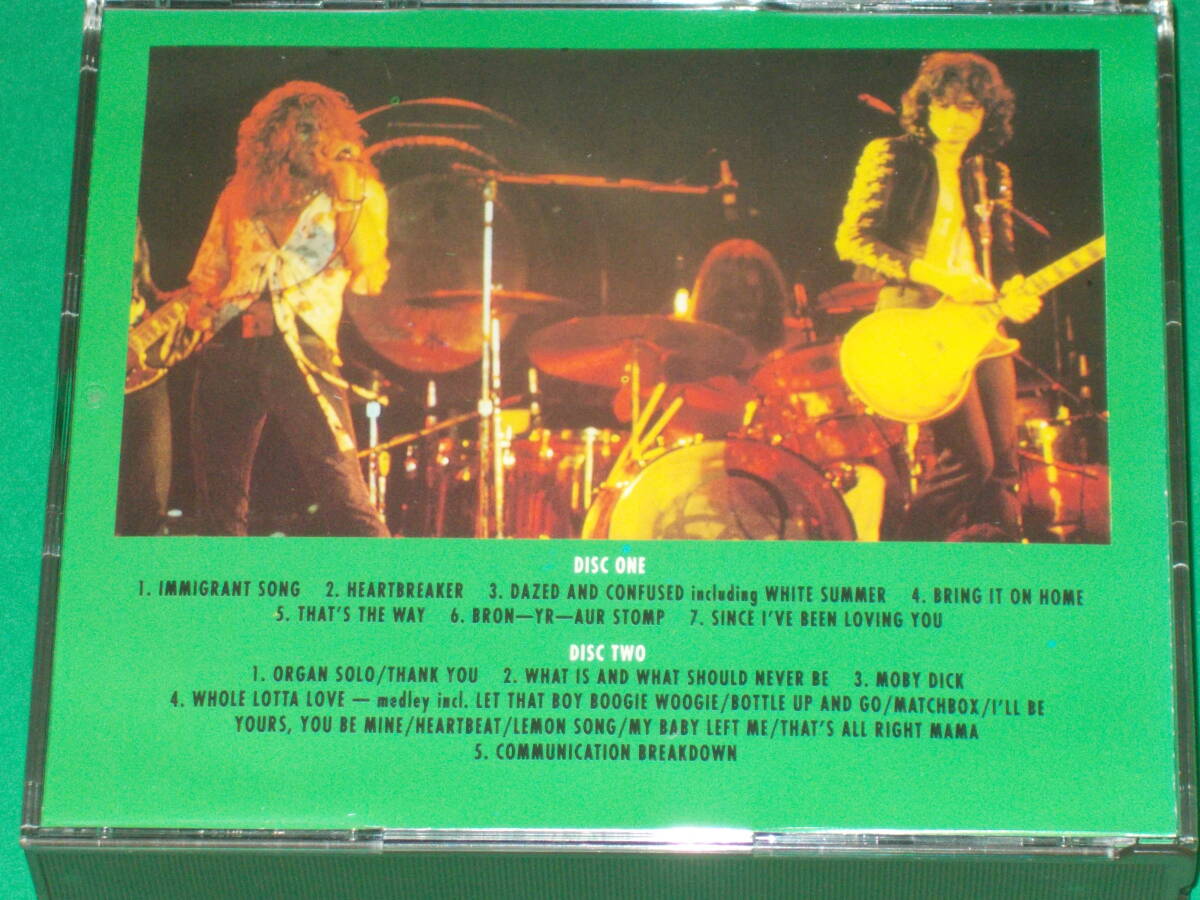 DISC ONE
1. IMMIGRANT SONG 2. HEARTBREAKER 3. DAZED AND CONFUSED including WHITE SUMMER 4. BRING IT ON HOME
5. THAT'S THE WAY 6. BRON—YR—AUR STOMP 7. SINCE I'VE BEEN LOVING YOU
DISC TWO
1. ORGAN SOLO/THANK YOU 2. WHAT IS AND WHAT SHOULD NEVER BE 3. MOBY DICK
4. WHOLE LOTTA LOVE — medley incl. LET THAT BOY BOOGIE WOOGIE/BOTTLE UP AND GO/MATCHBOX/I'LL BE
YOURS, YOU BE MINE/HEARTBEAT/LEMON SONG/MY BABY LEFT ME/THAT'S ALL RIGHT MAMA
5. COMMUNICATION BREAKDOWN